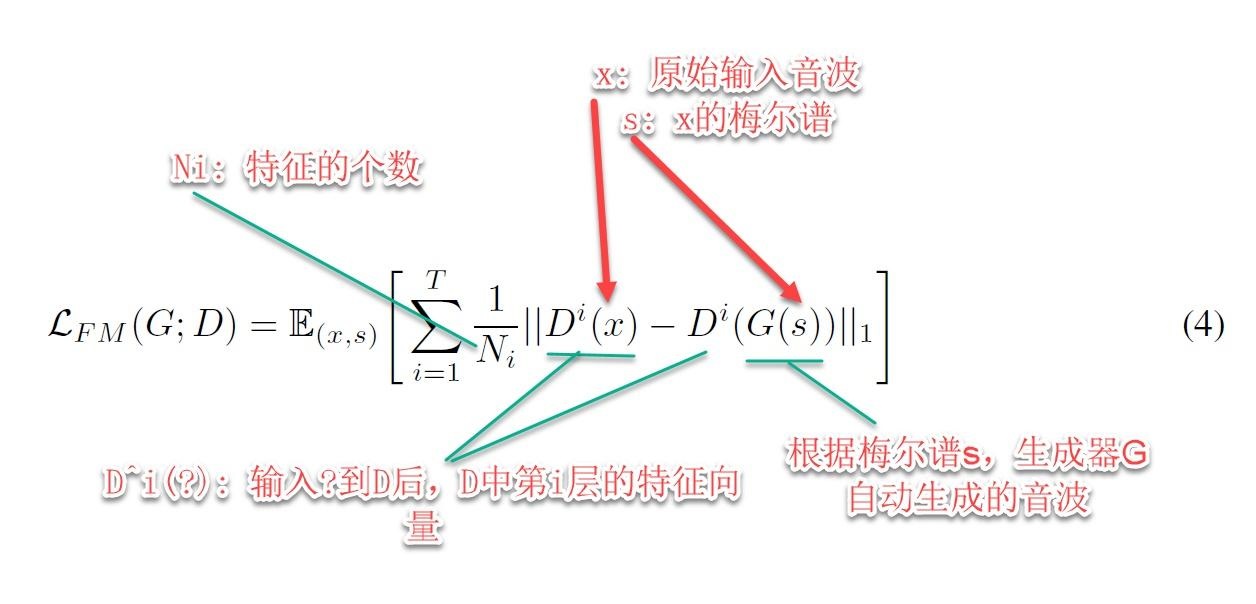 x: 原始输入音波
s: x的梅尔谱
Ni: 特征的个数
$\mathcal{L}_{FM}(G;D) = \mathbb{E}_{(x,s)}\left[\sum_{i=1}^{T}\frac{1}{N_i}||D^i(x) - D^i(G(s))||_1\right]$ (4)
D^i(?): 输入?到D后，D中第i层的特征向
量
根据梅尔谱s，生成器G
自动生成的音波